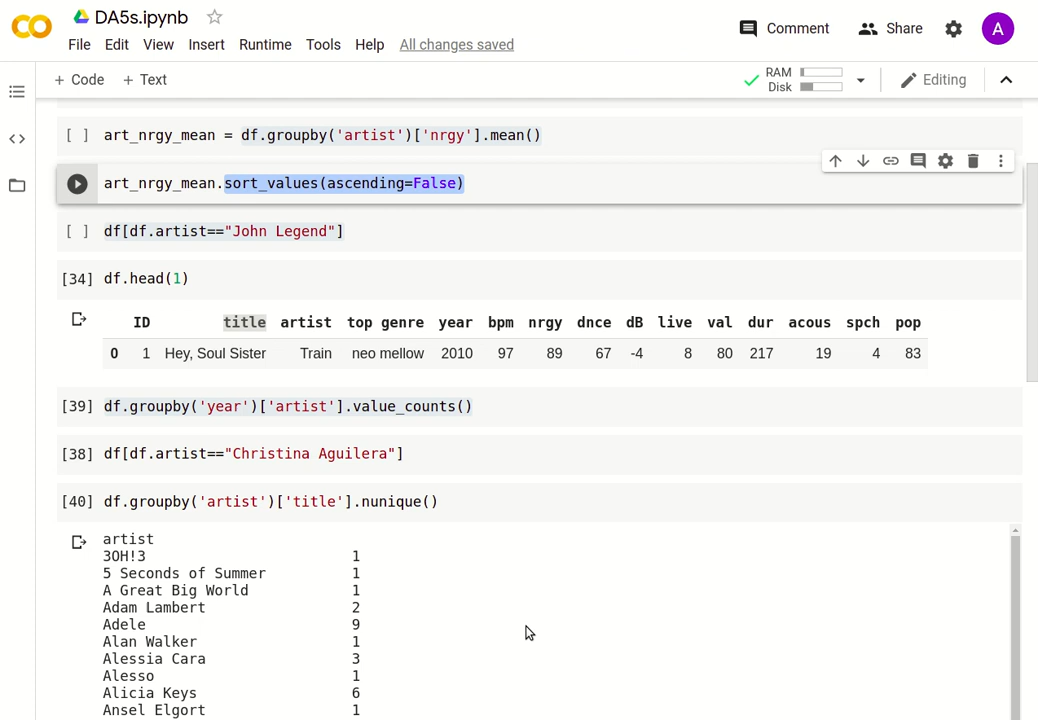 DA5s.ipynb
Comment Share A
File Edit View Insert Runtime Tools Help All changes saved
+ Code + Text RAM Disk Editing
[ ] art_nrgy_mean = df.groupby('artist')['nrgy'].mean()
art_nrgy_mean.sort_values(ascending=False)
[ ] df[df.artist=="John Legend"]
[34] df.head(1)
ID title artist top genre year bpm nrgy dnce dB live val dur acous spch pop
0 1 Hey, Soul Sister Train neo mellow 2010 97 89 67 -4 8 80 217 19 4 83
[39] df.groupby('year')['artist'].value_counts()
[38] df[df.artist=="Christina Aguilera"]
[40] df.groupby('artist')['title'].nunique()
artist
3OH!3 1
5 Seconds of Summer 1
A Great Big World 1
Adam Lambert 2
Adele 9
Alan Walker 1
Alessia Cara 3
Alesso 1
Alicia Keys 6
Ansel Elgort 1